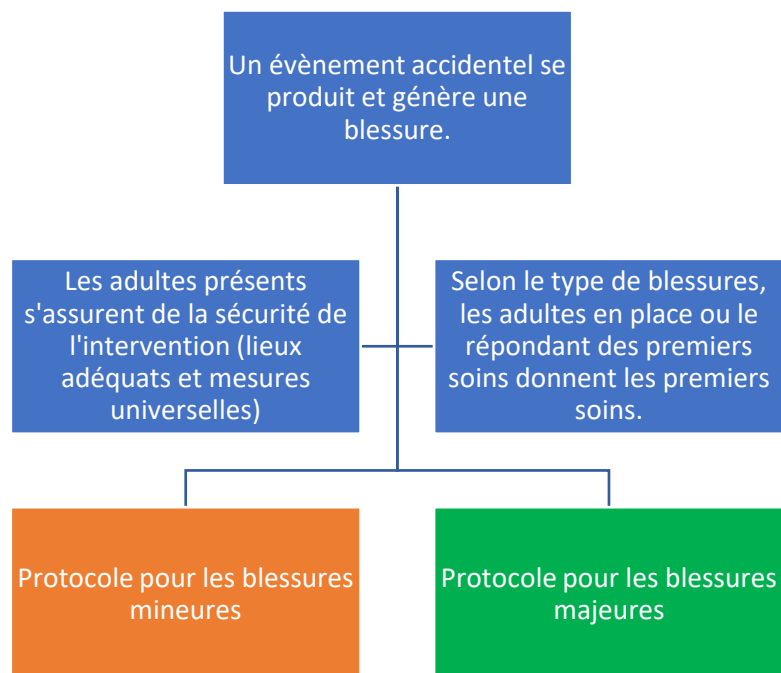 Un évènement accidentel se
produit et génère une
blessure.
Les adultes présents
s'assurent de la sécurité de
l'intervention (lieux
adéquats et mesures
universelles)
Selon le type de blessures,
les adultes en place ou le
répondant des premiers
soins donnent les premiers
soins.
Protocole pour les blessures
mineures
Protocole pour les blessures
majeures